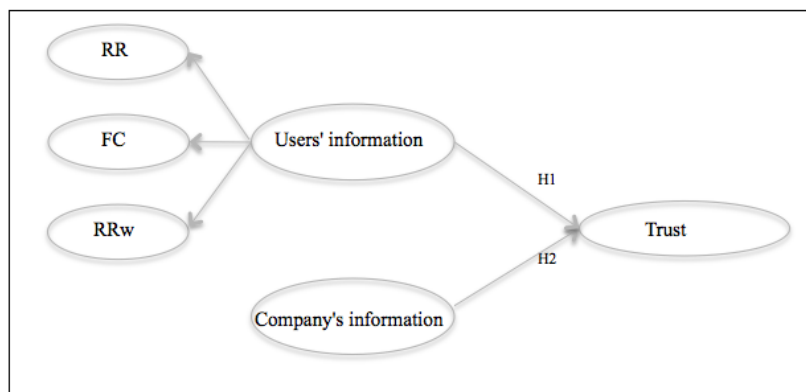 RR
FC
RRw
Users' information
Company's information
H1
H2
Trust